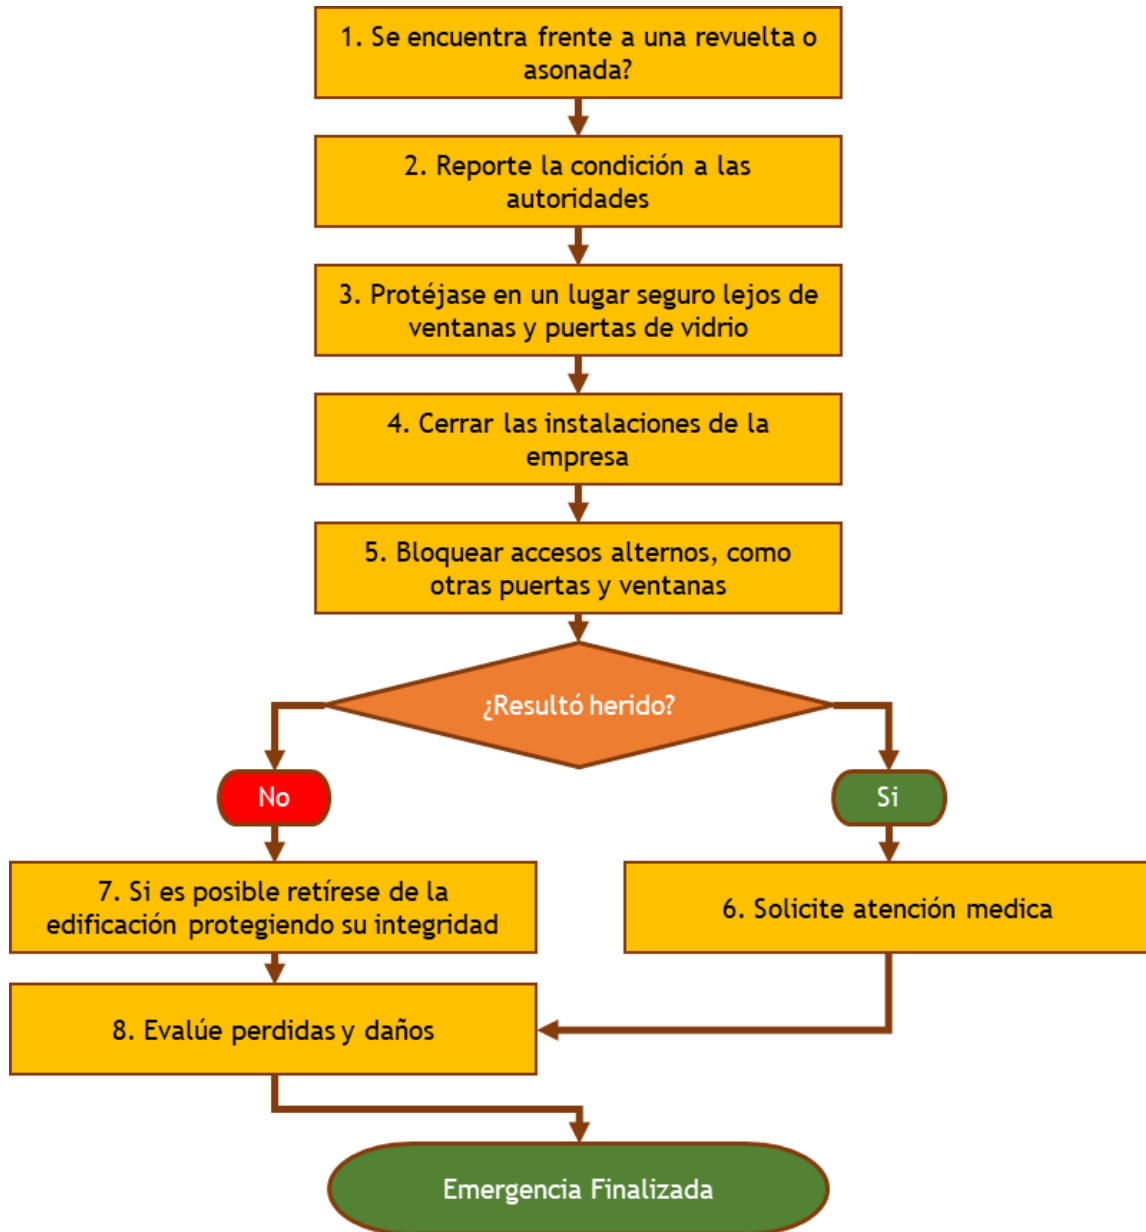 1. Se encuentra frente a una revuelta o
asonada?
2. Reporte la condición a las
autoridades
3. Protéjase en un lugar seguro lejos de
ventanas y puertas de vidrio
4. Cerrar las instalaciones de la
empresa
5. Bloquear accesos alternos, como
otras puertas y ventanas
¿Resultó herido?
No
Si
7. Si es posible retírese de la
edificación protegiendo su integridad
6. Solicite atención medica
8. Evalúe perdidas y daños
Emergencia Finalizada